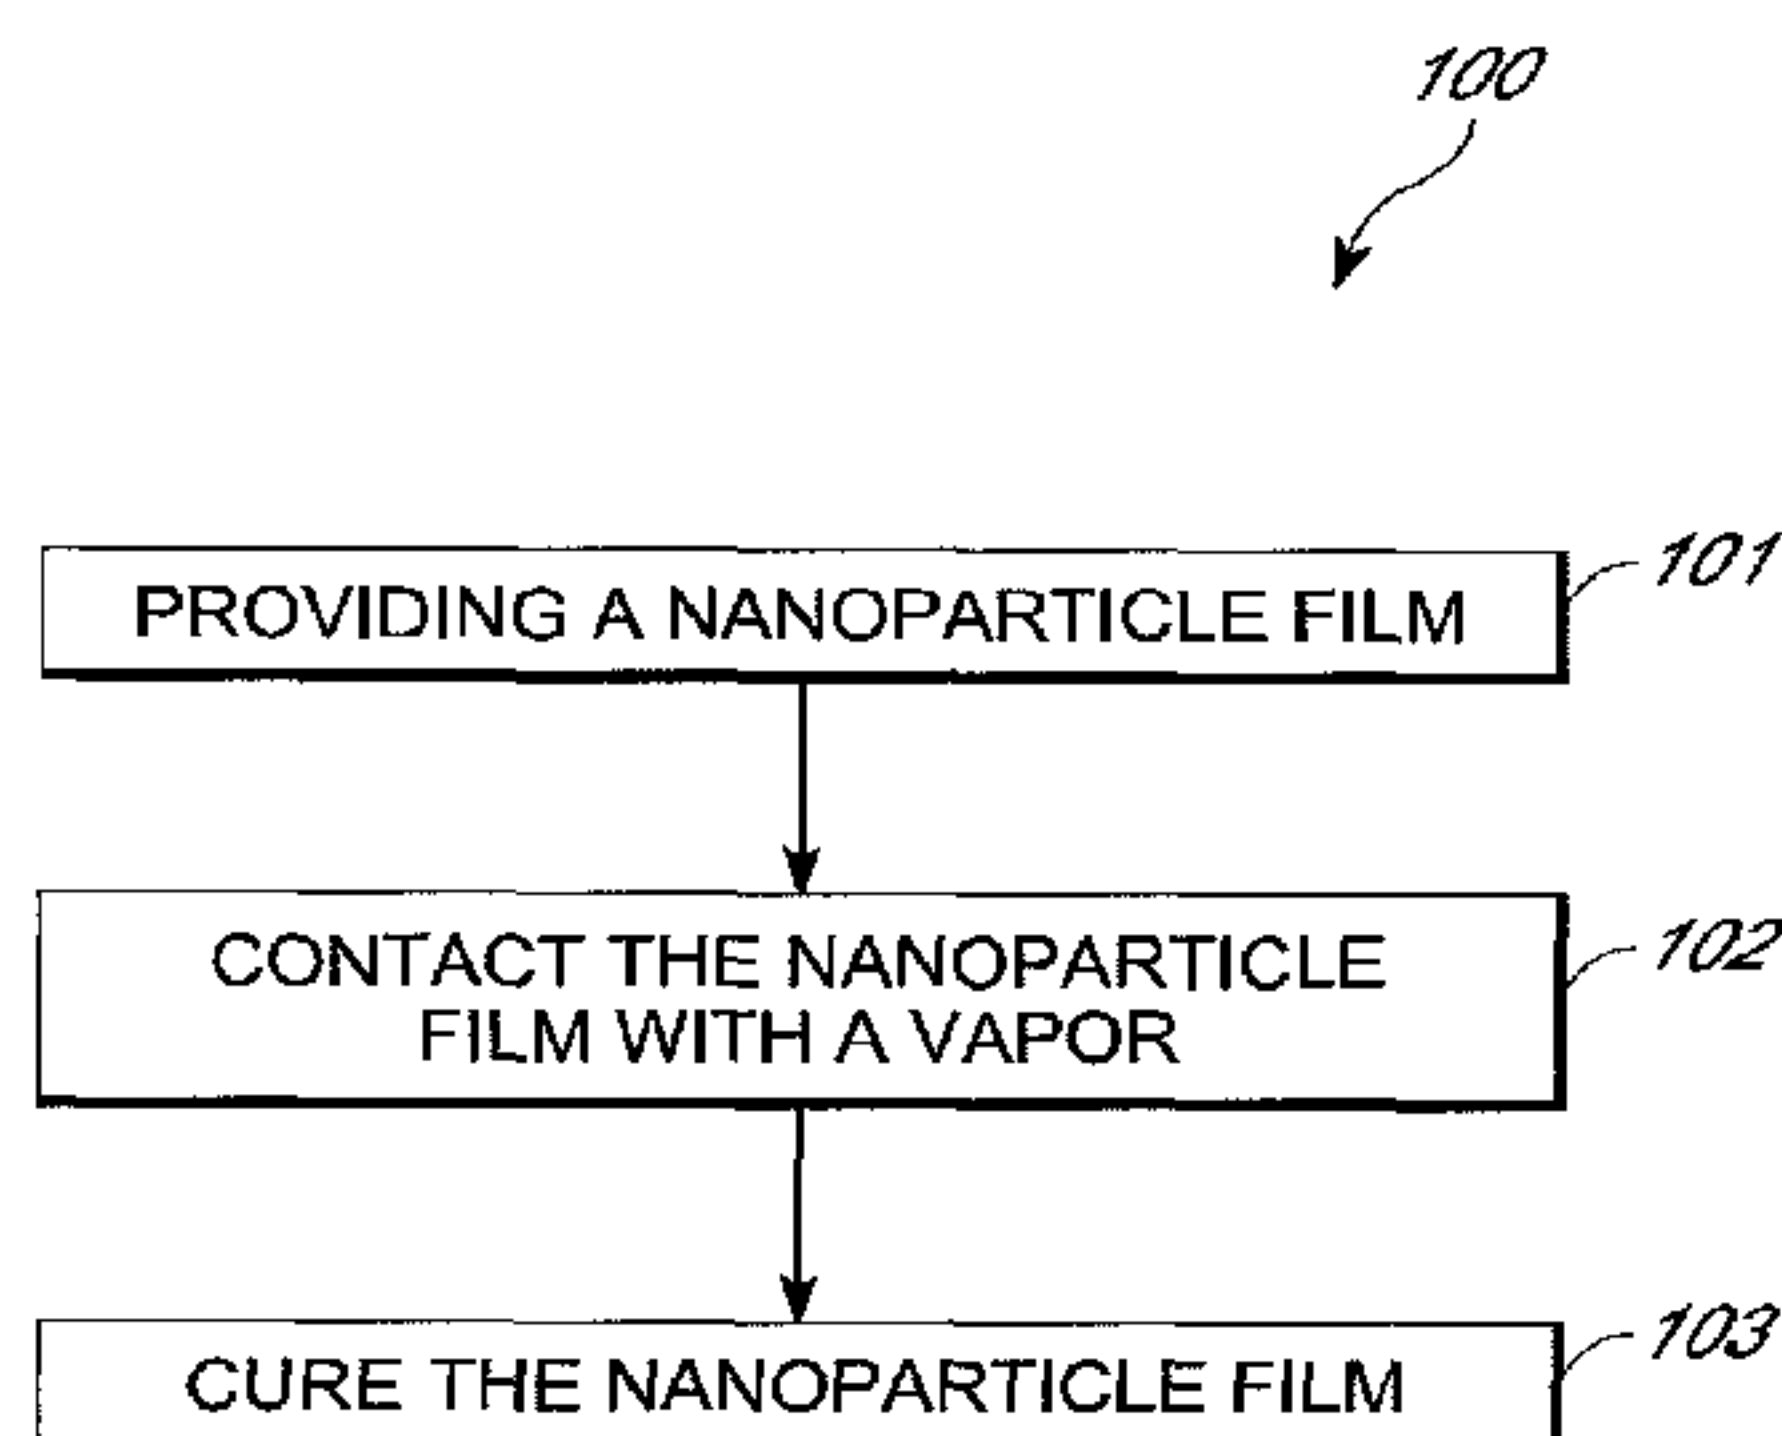 100
PROVIDING A NANOPARTICLE FILM
101
CONTACT THE NANOPARTICLE
FILM WITH A VAPOR
102
CURE THE NANOPARTICLE FILM
103